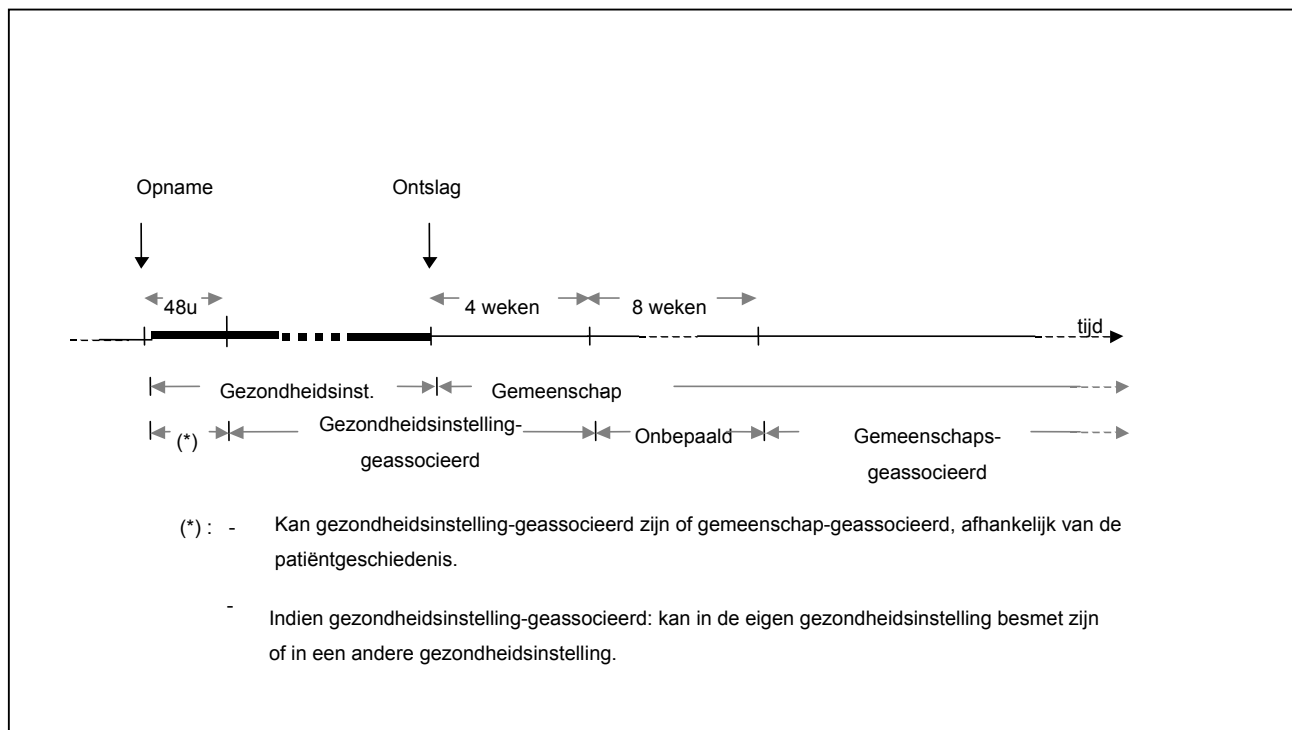 Opname Ontslag
48u 4 weken 8 weken
tijd
Gezondheidsinst. Gemeenschap
(*) Gezondheidsinstelling-
geassocieerd Onbepaald Gemeenschaps-
geassocieerd
(*) : - Kan gezondheidsinstelling-geassocieerd zijn of gemeenschap-geassocieerd, afhankelijk van de
patiëntgeschiedenis.
- Indien gezondheidsinstelling-geassocieerd: kan in de eigen gezondheidsinstelling besmet zijn
of in een andere gezondheidsinstelling.